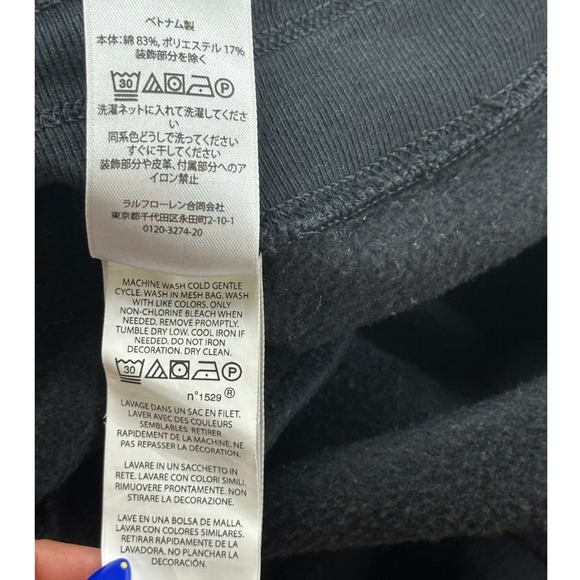 ベトナム製
本体:綿 83%, ポリエステル 17%
装飾部分を除く
30 P
洗濯ネットに入れて洗濯してくださ
い
同系色どうしで洗ってください
すぐに干してください
装飾部分や皮革、付属部分へのア
イロン禁止
ラルフローレン合同会社
東京都千代田区永田町2-10-1
0120-3274-20
MACHINE WASH COLD GENTLE
CYCLE. WASH IN MESH BAG. WASH
WITH LIKE COLORS. ONLY
NON-CHLORINE BLEACH WHEN
NEEDED. REMOVE PROMPTLY.
TUMBLE DRY LOW. COOL IRON IF
NEEDED. DO NOT IRON
DECORATION. DRY CLEAN.
30 P
n°1529 ®
LAVAGE DANS UN SAC EN FILET.
LAVER AVEC DES COULEURS
SEMBLABLES. RETIRER
RAPIDEMENT DE LA MACHINE. NE
PAS REPASSER LA DÉCORATION.
LAVARE IN UN SACCHETTO IN
RETE. LAVARE CON COLORI SIMILI.
RIMUOVERE PRONTAMENTE. NON
STIRARE LA DECORAZIONE.
LAVE EN UNA BOLSA DE MALLA.
LAVAR CON COLORES SIMILARES.
RETIRAR RÁPIDAMENTE DE LA
LAVADORA. NO PLANCHAR LA
DECORACIÓN.